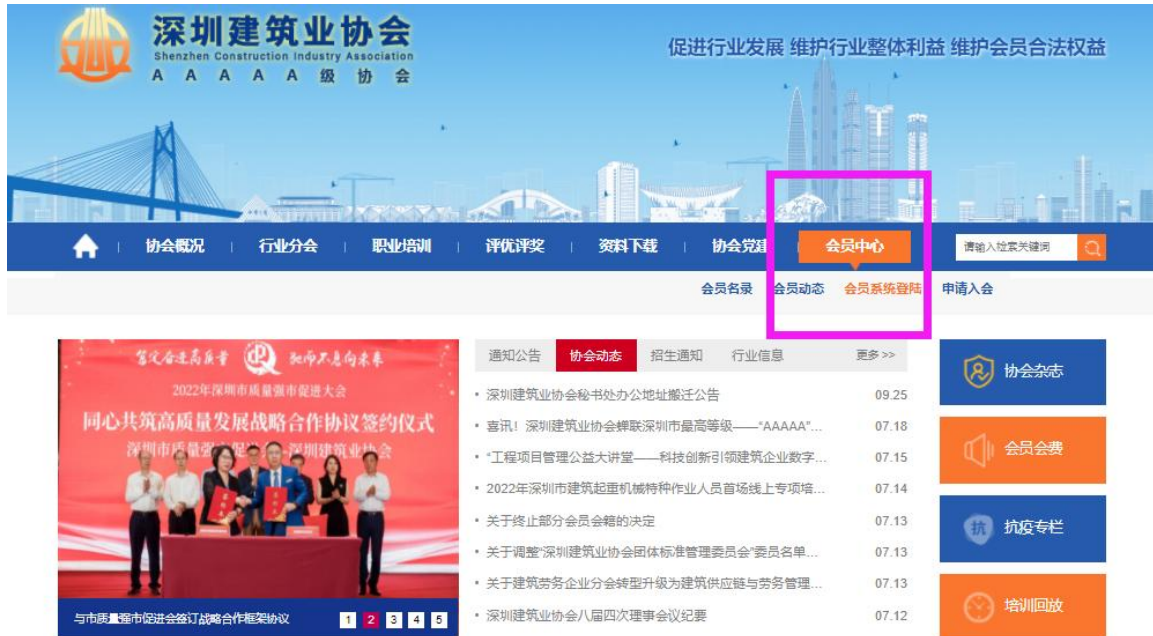 深圳建筑业协会
Shenzhen Construction Industry Association
AAAAA级协会
促进行业发展 维护行业整体利益 维护会员合法权益
协会概况 行业分会 职业培训 评优评奖 资料下载 协会党建 会员中心 请输入检索关键词
会员名录 会员动态 会员系统登陆 申请入会
2022年深圳市质量强市促进大会
同心共筑高质量发展战略合作协议签约仪式
与市质量强市促进会签订战略合作框架协议 1 2 3 4 5
通知公告 协会动态 招生通知 行业信息 更多>>
• 深圳建筑业协会秘书处办公地址搬迁公告 09.25
• 喜讯！深圳建筑业协会蝉联深圳市最高等级——“AAAAA”... 07.18
• “工程项目管理公益大讲堂——科技创新引领建筑企业数字... 07.15
• 2022年深圳市建筑起重机械特种作业人员首场线上专项培... 07.14
• 关于终止部分会员会籍的决定 07.13
• 关于调整“深圳建筑业协会团体标准管理委员会”委员名单... 07.13
• 关于建筑劳务企业分会转型升级为建筑供应链与劳务管理... 07.13
• 深圳建筑业协会八届四次理事会议纪要 07.12
协会杂志
会员会费
抗 抗疫专栏
培训回放